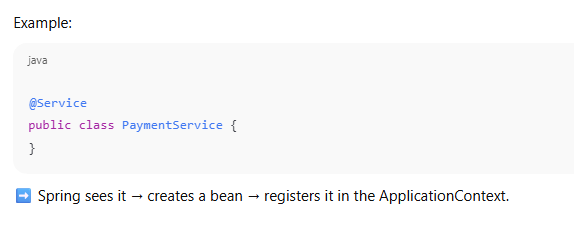 Example:
java
@Service
public class PaymentService {
}
➡️ Spring sees it → creates a bean → registers it in the ApplicationContext.